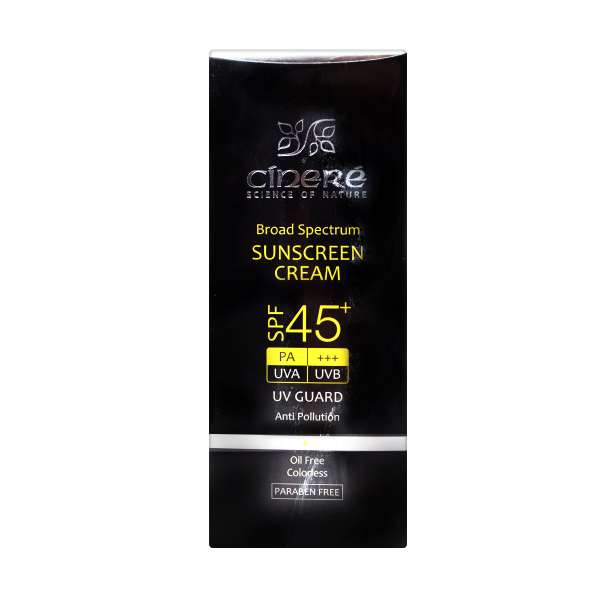 cíneré
SCIENCE OF NATURE
Broad Spectrum
SUNSCREEN
CREAM
SPF 45+
PA +++
UVA UVB
UV GUARD
Anti Pollution
Oil Free
Colorless
PARABEN FREE